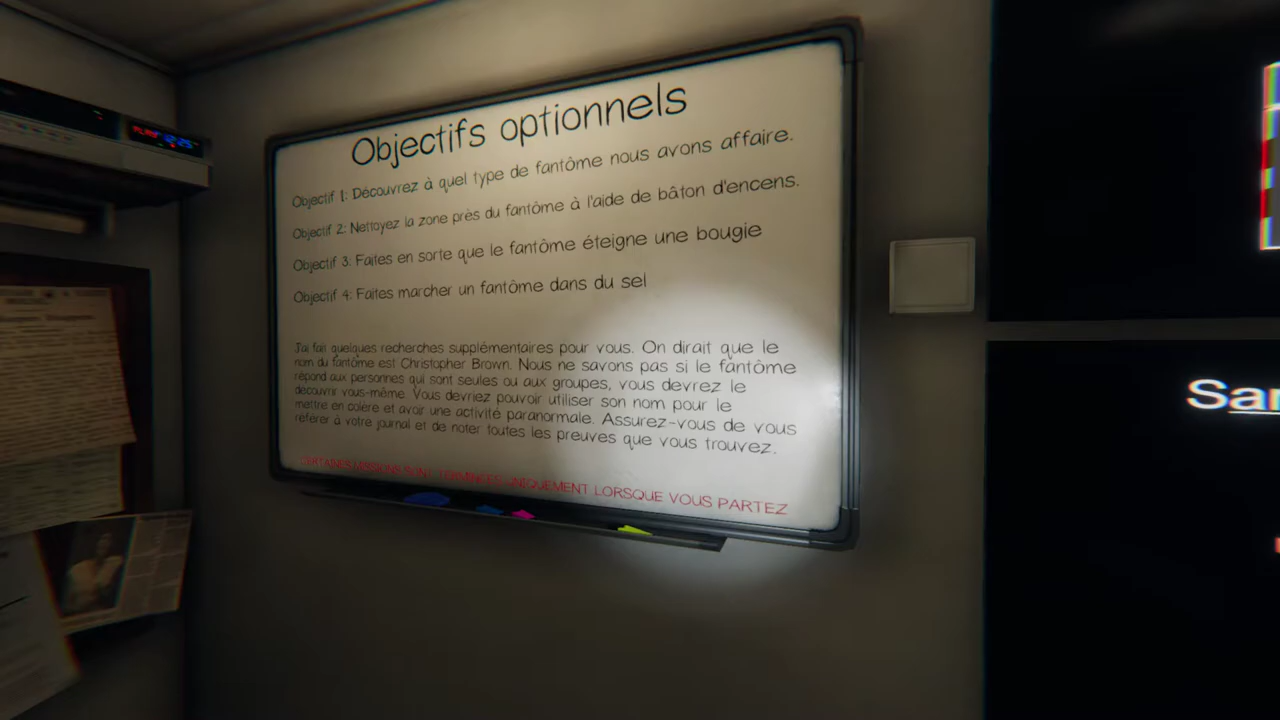 Objectifs optionnels
Objectif 1: Découvrez à quel type de fantôme nous avons affaire.
Objectif 2: Nettoyez la zone près du fantôme à l'aide de bâton d'encens.
Objectif 3: Faites en sorte que le fantôme éteigne une bougie
Objectif 4: Faites marcher un fantôme dans du sel
J'ai fait quelques recherches supplémentaires pour vous. On dirait que le
nom du fantôme est Christopher Brown. Nous ne savons pas si le fantôme
répond aux personnes qui sont seules ou aux groupes, vous devrez le
découvrir vous-même. Vous devriez pouvoir utiliser son nom pour le
mettre en colère et avoir une activité paranormale. Assurez-vous de vous
référer à votre journal et de noter toutes les preuves que vous trouvez.
CERTAINES MISSIONS SONT TERMINÉES UNIQUEMENT LORSQUE VOUS PARTEZ
PLAY
San